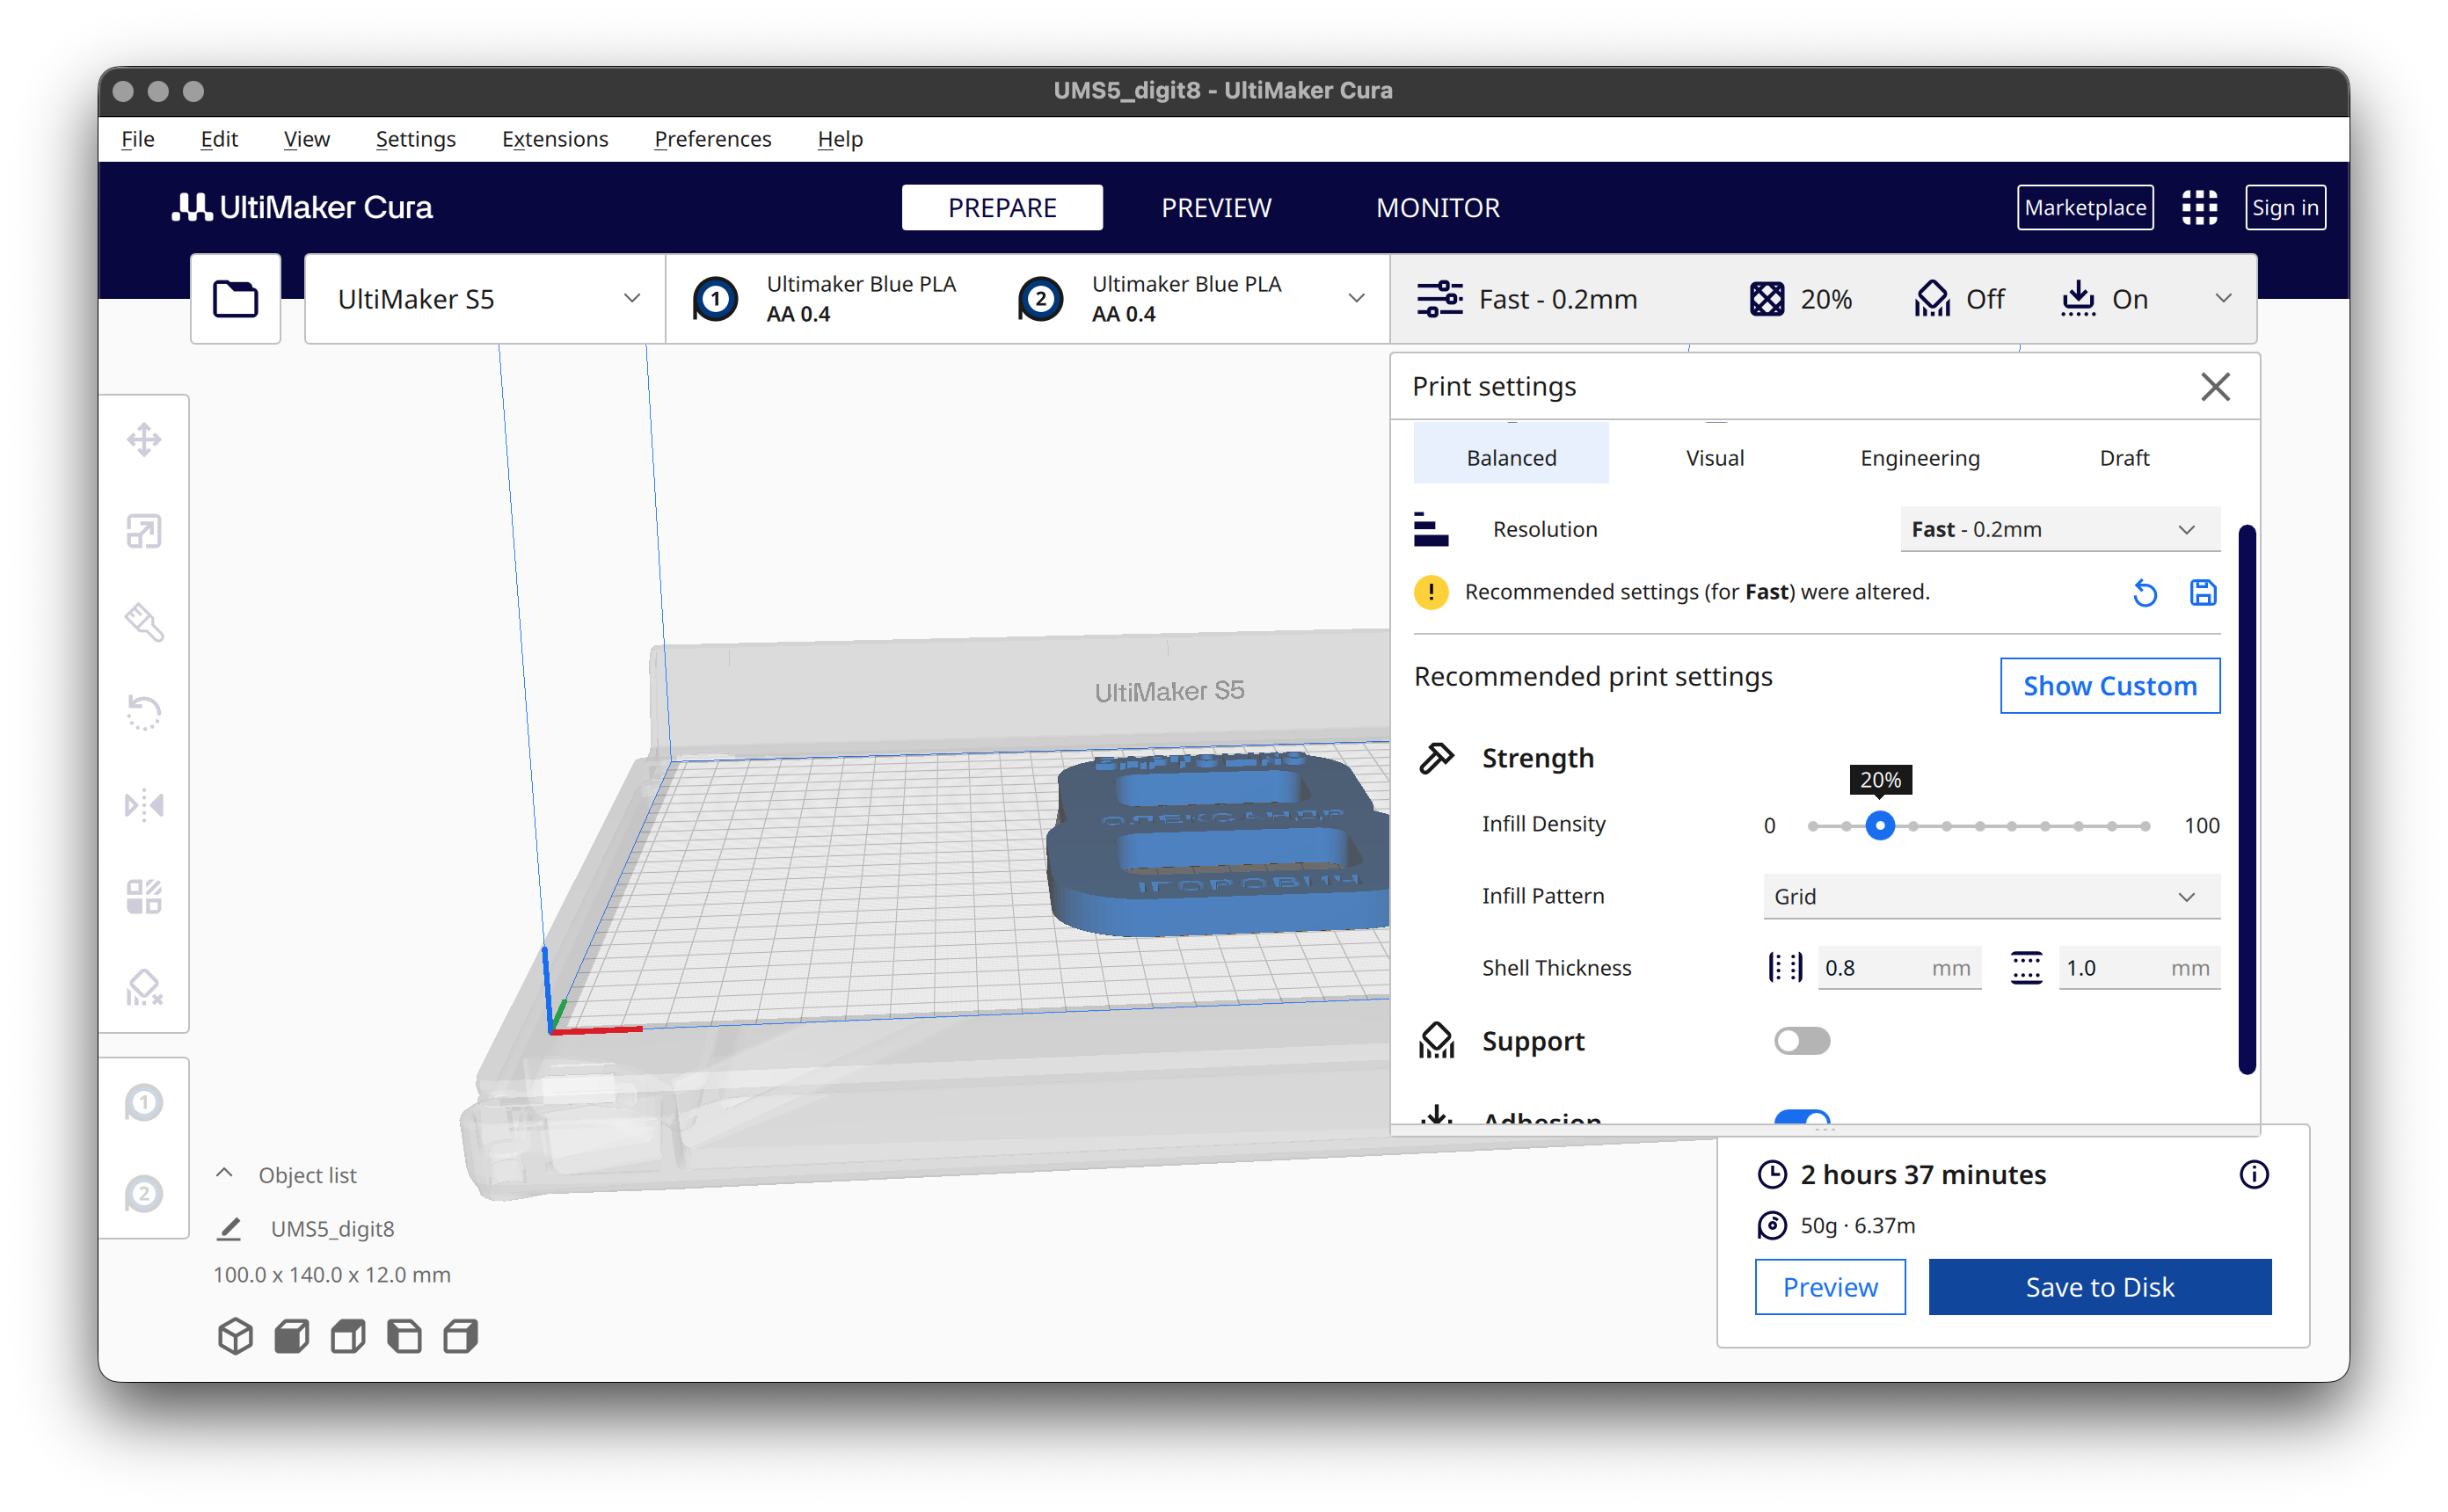 UMS5_digit8 - UltiMaker Cura
File Edit View Settings Extensions Preferences Help
UltiMaker Cura PREPARE PREVIEW MONITOR Marketplace Sign in
UltiMaker S5
1 Ultimaker Blue PLA
AA 0.4
2 Ultimaker Blue PLA
AA 0.4
Fast - 0.2mm 20% Off On
Print settings
Balanced Visual Engineering Draft
Resolution Fast - 0.2mm
! Recommended settings (for Fast) were altered.
Recommended print settings Show Custom
Strength
20%
Infill Density 0 100
Infill Pattern Grid
Shell Thickness 0.8 mm 1.0 mm
Support
Adhesion
UltiMaker S5
ОЛЕКСАНДР
ІГОРОВИЧ
1
2
Object list
UMS5_digit8
100.0 x 140.0 x 12.0 mm
2 hours 37 minutes
50g · 6.37m
Preview Save to Disk